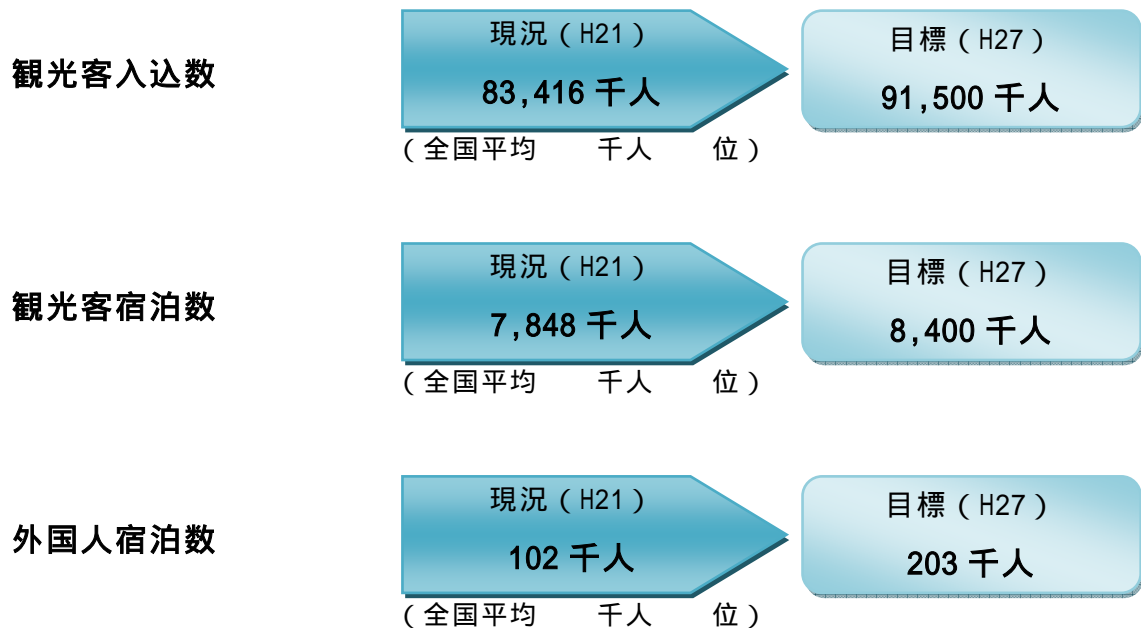 観光客入込数
現況（H21）
83,416 千人
（全国平均　　千人　　位）
目標（H27）
91,500 千人
観光客宿泊数
現況（H21）
7,848 千人
（全国平均　　千人　　位）
目標（H27）
8,400 千人
外国人宿泊数
現況（H21）
102 千人
（全国平均　　千人　　位）
目標（H27）
203 千人